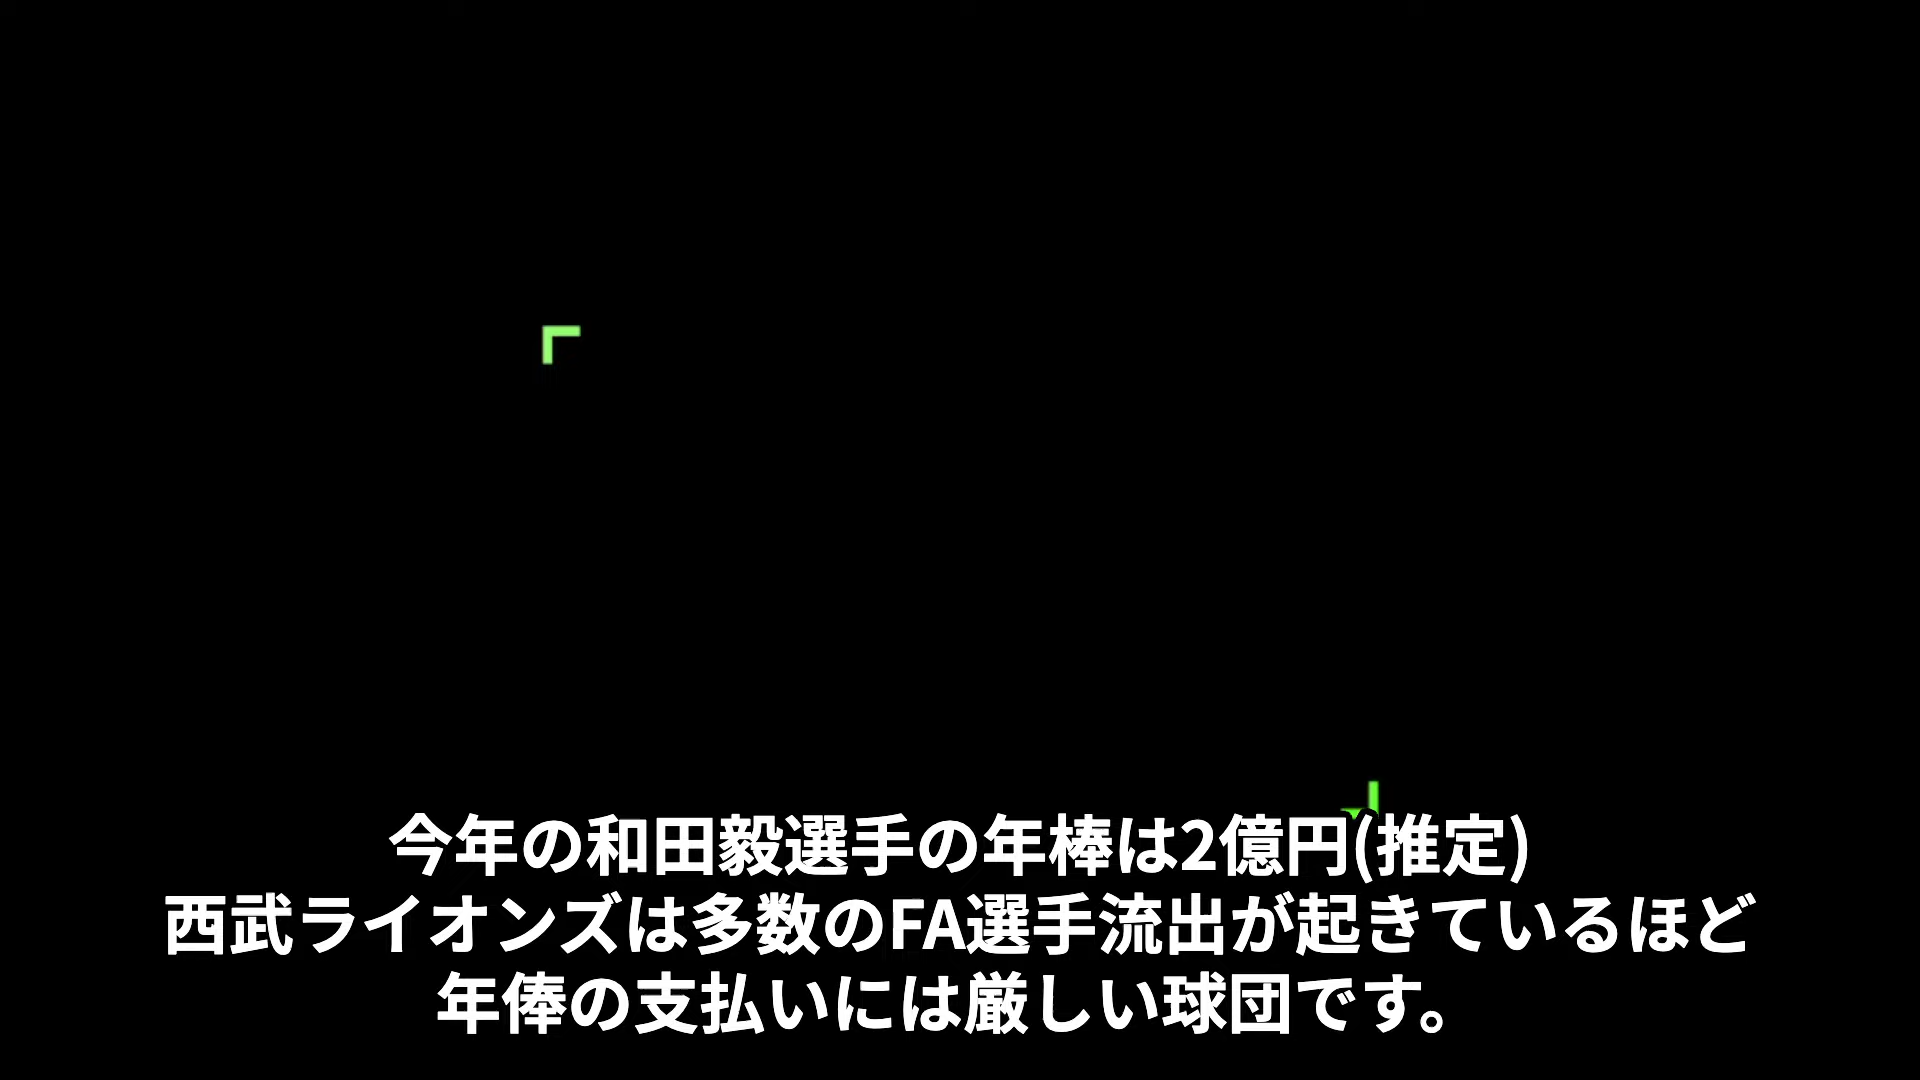 今年の和田毅選手の年棒は2億円(推定)
西武ライオンズは多数のFA選手流出が起きているほど
年俸の支払いには厳しい球団です。